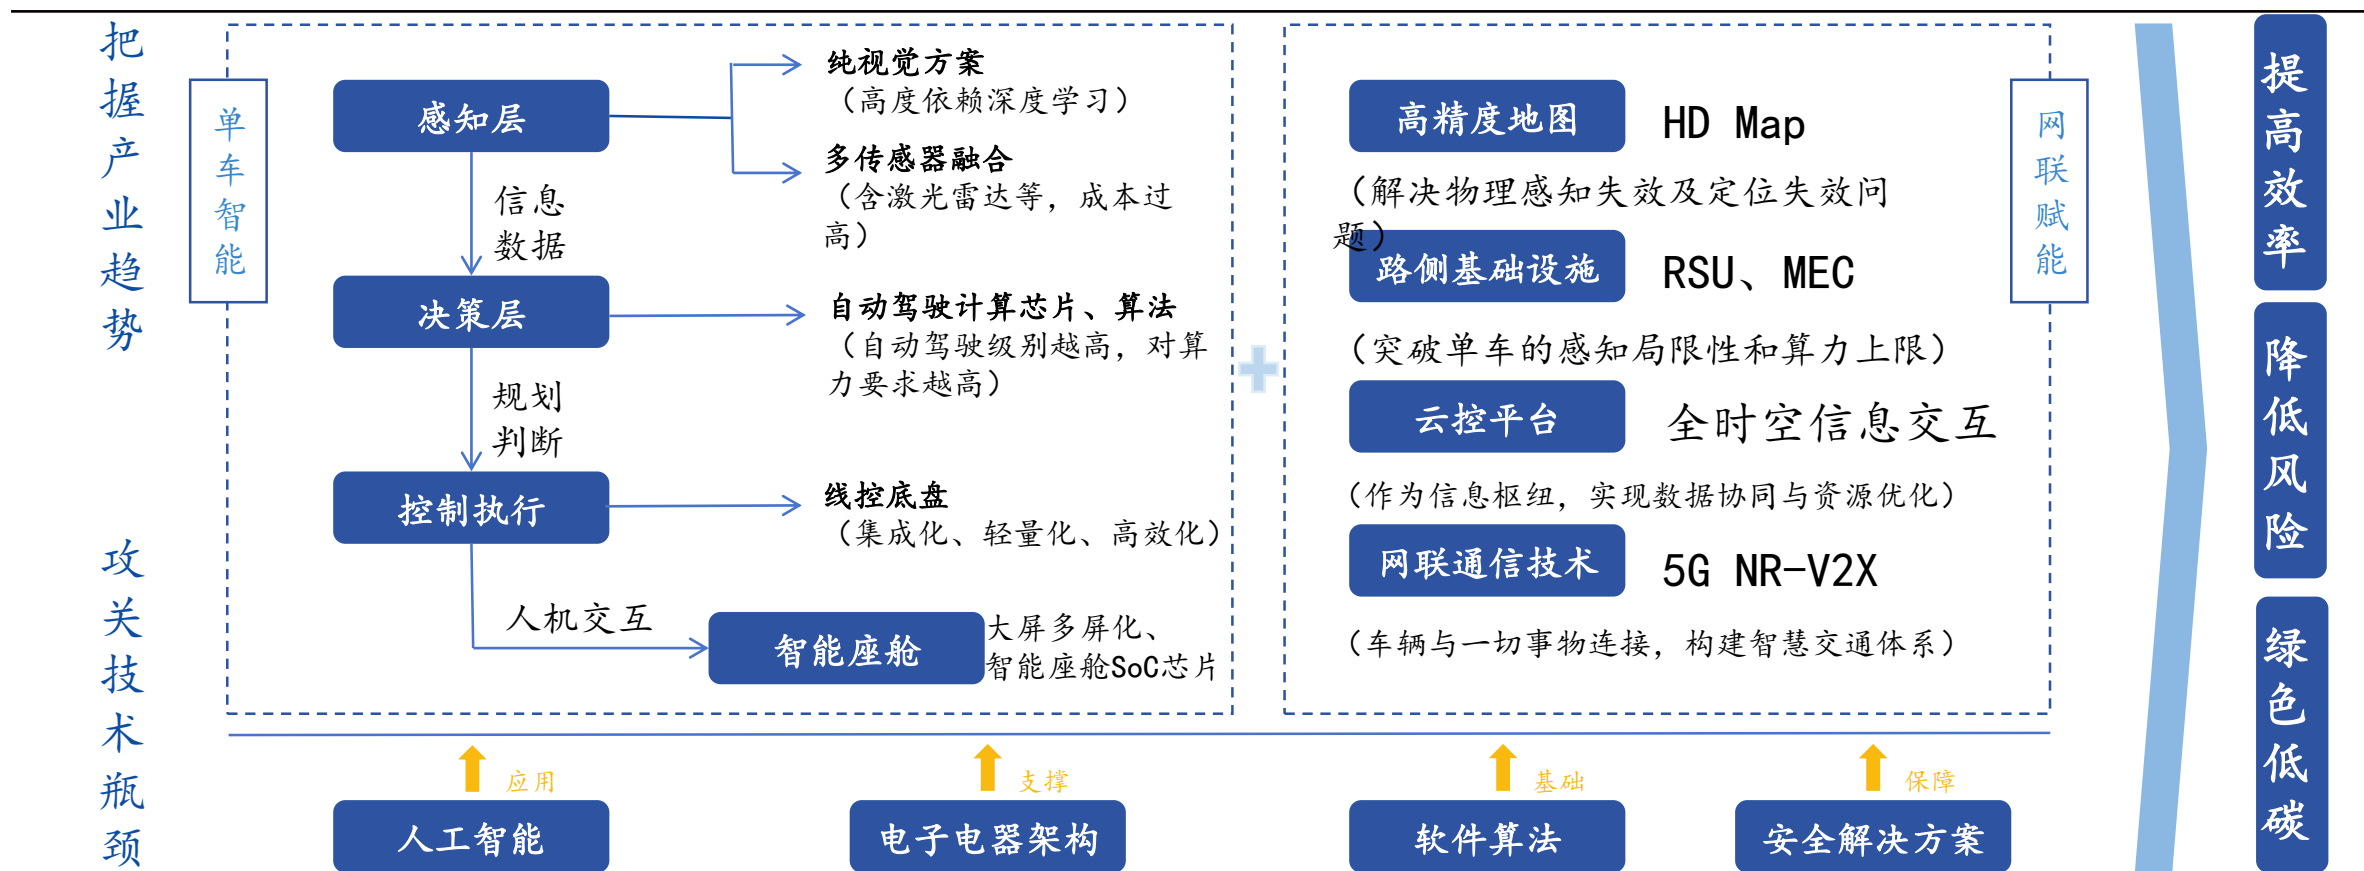 把握产业趋势
攻关技术瓶颈
单车智能
感知层
纯视觉方案
（高度依赖深度学习）
多传感器融合
（含激光雷达等，成本过
高）
信息
数据
决策层
自动驾驶计算芯片、算法
（自动驾驶级别越高，对算
力要求越高）
规划
判断
控制执行
线控底盘
（集成化、轻量化、高效化）
人机交互
智能座舱
大屏多屏化、
智能座舱SoC芯片
网联赋能
高精度地图
HD Map
（解决物理感知失效及定位失效问
题）
路侧基础设施
RSU、MEC
（突破单车的感知局限性和算力上限）
云控平台
全时空信息交互
（作为信息枢纽，实现数据协同与资源优化）
网联通信技术
5G NR-V2X
（车辆与一切事物连接，构建智慧交通体系）
应用
人工智能
支撑
电子电器架构
基础
软件算法
保障
安全解决方案
提高效率
降低风险
绿色低碳